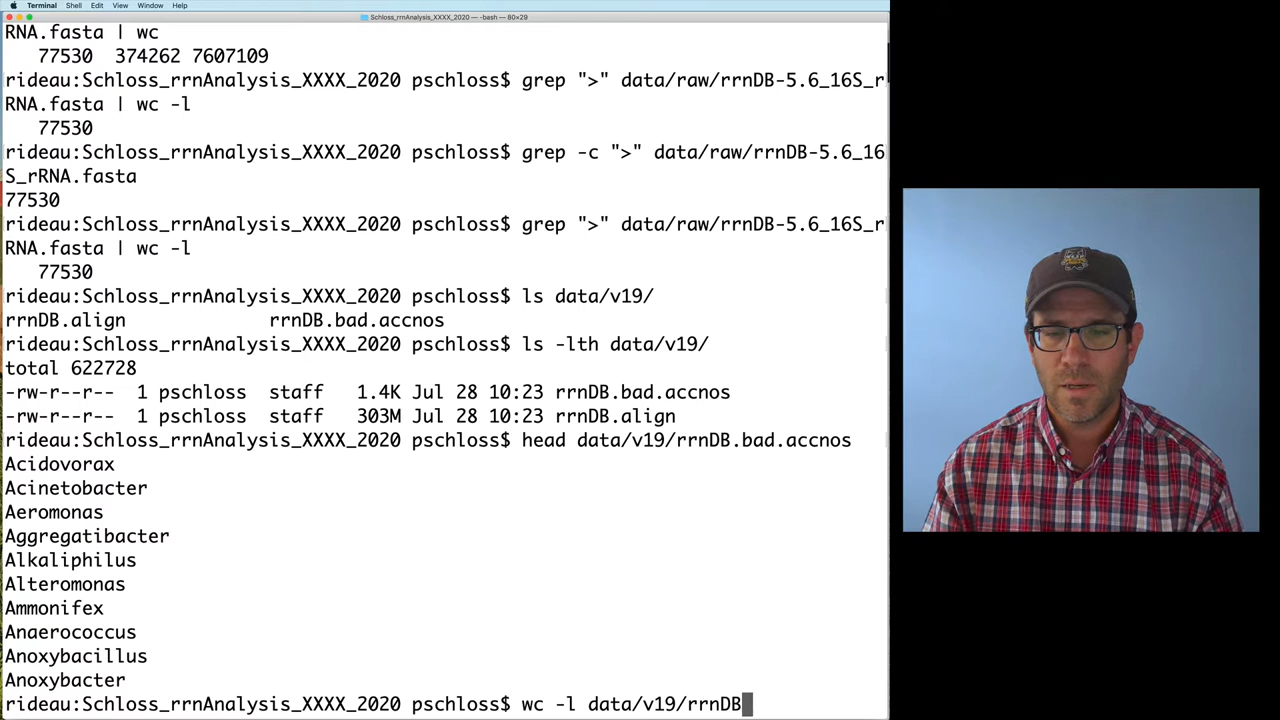 Terminal Shell Edit View Window Help
Schloss_rrnAnalysis_XXXX_2020 — -bash — 80×29
RNA.fasta | wc
77530 374262 7607109
rideau:Schloss_rrnAnalysis_XXXX_2020 pschloss$ grep ">" data/raw/rrnDB-5.6_16S_r
RNA.fasta | wc -l
77530
rideau:Schloss_rrnAnalysis_XXXX_2020 pschloss$ grep -c ">" data/raw/rrnDB-5.6_16
S_rRNA.fasta
77530
rideau:Schloss_rrnAnalysis_XXXX_2020 pschloss$ grep ">" data/raw/rrnDB-5.6_16S_r
RNA.fasta | wc -l
77530
rideau:Schloss_rrnAnalysis_XXXX_2020 pschloss$ ls data/v19/
rrnDB.align rrnDB.bad.accnos
rideau:Schloss_rrnAnalysis_XXXX_2020 pschloss$ ls -lth data/v19/
total 622728
-rw-r--r-- 1 pschloss staff 1.4K Jul 28 10:23 rrnDB.bad.accnos
-rw-r--r-- 1 pschloss staff 303M Jul 28 10:23 rrnDB.align
rideau:Schloss_rrnAnalysis_XXXX_2020 pschloss$ head data/v19/rrnDB.bad.accnos
Acidovorax
Acinetobacter
Aeromonas
Aggregatibacter
Alkaliphilus
Alteromonas
Ammonifex
Anaerococcus
Anoxybacillus
Anoxybacter
rideau:Schloss_rrnAnalysis_XXXX_2020 pschloss$ wc -l data/v19/rrnDB